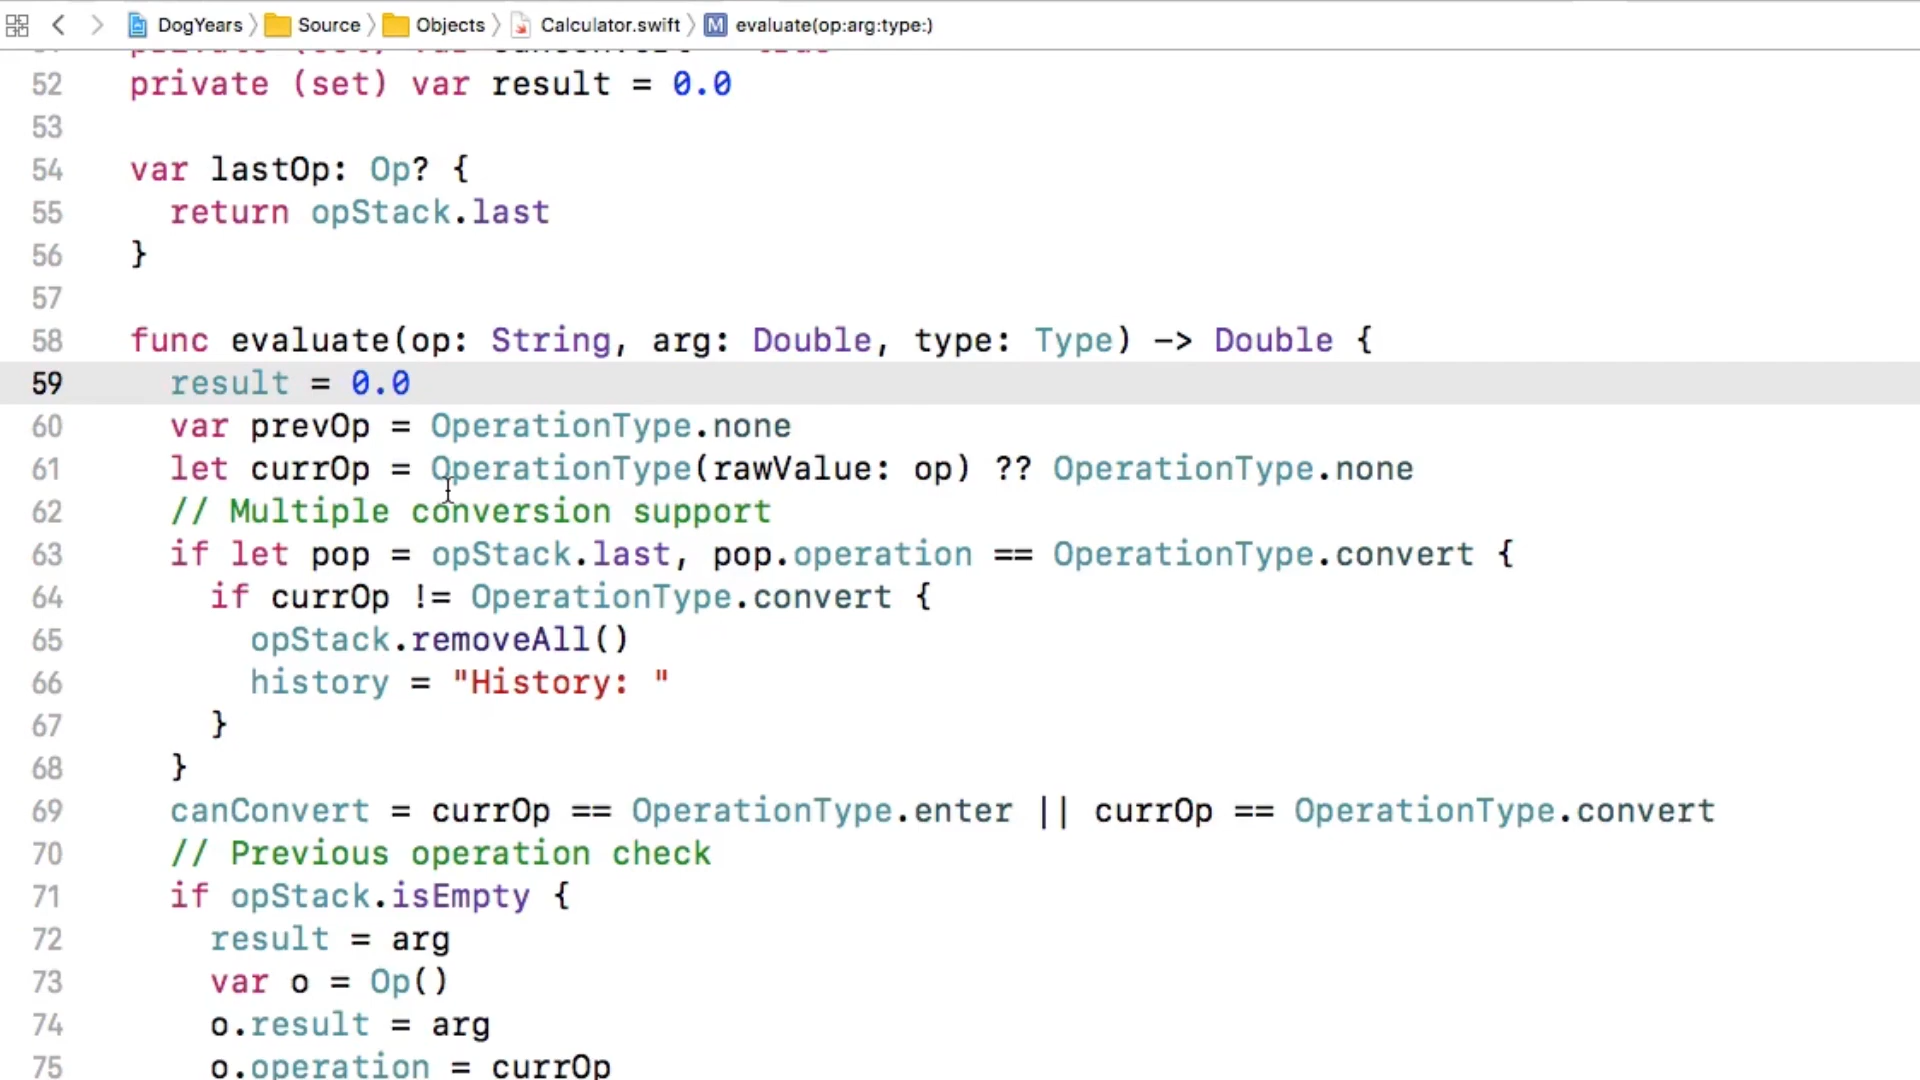 DogYears Source Objects Calculator.swift M evaluate(op:arg:type:)
52 private (set) var result = 0.0
53
54 var lastOp: Op? {
55 return opStack.last
56 }
57
58 func evaluate(op: String, arg: Double, type: Type) -> Double {
59 result = 0.0
60 var prevOp = OperationType.none
61 let currOp = OperationType(rawValue: op) ?? OperationType.none
62 // Multiple conversion support
63 if let pop = opStack.last, pop.operation == OperationType.convert {
64 if currOp != OperationType.convert {
65 opStack.removeAll()
66 history = "History: "
67 }
68 }
69 canConvert = currOp == OperationType.enter || currOp == OperationType.convert
70 // Previous operation check
71 if opStack.isEmpty {
72 result = arg
73 var o = Op()
74 o.result = arg
75 o.operation = currOp